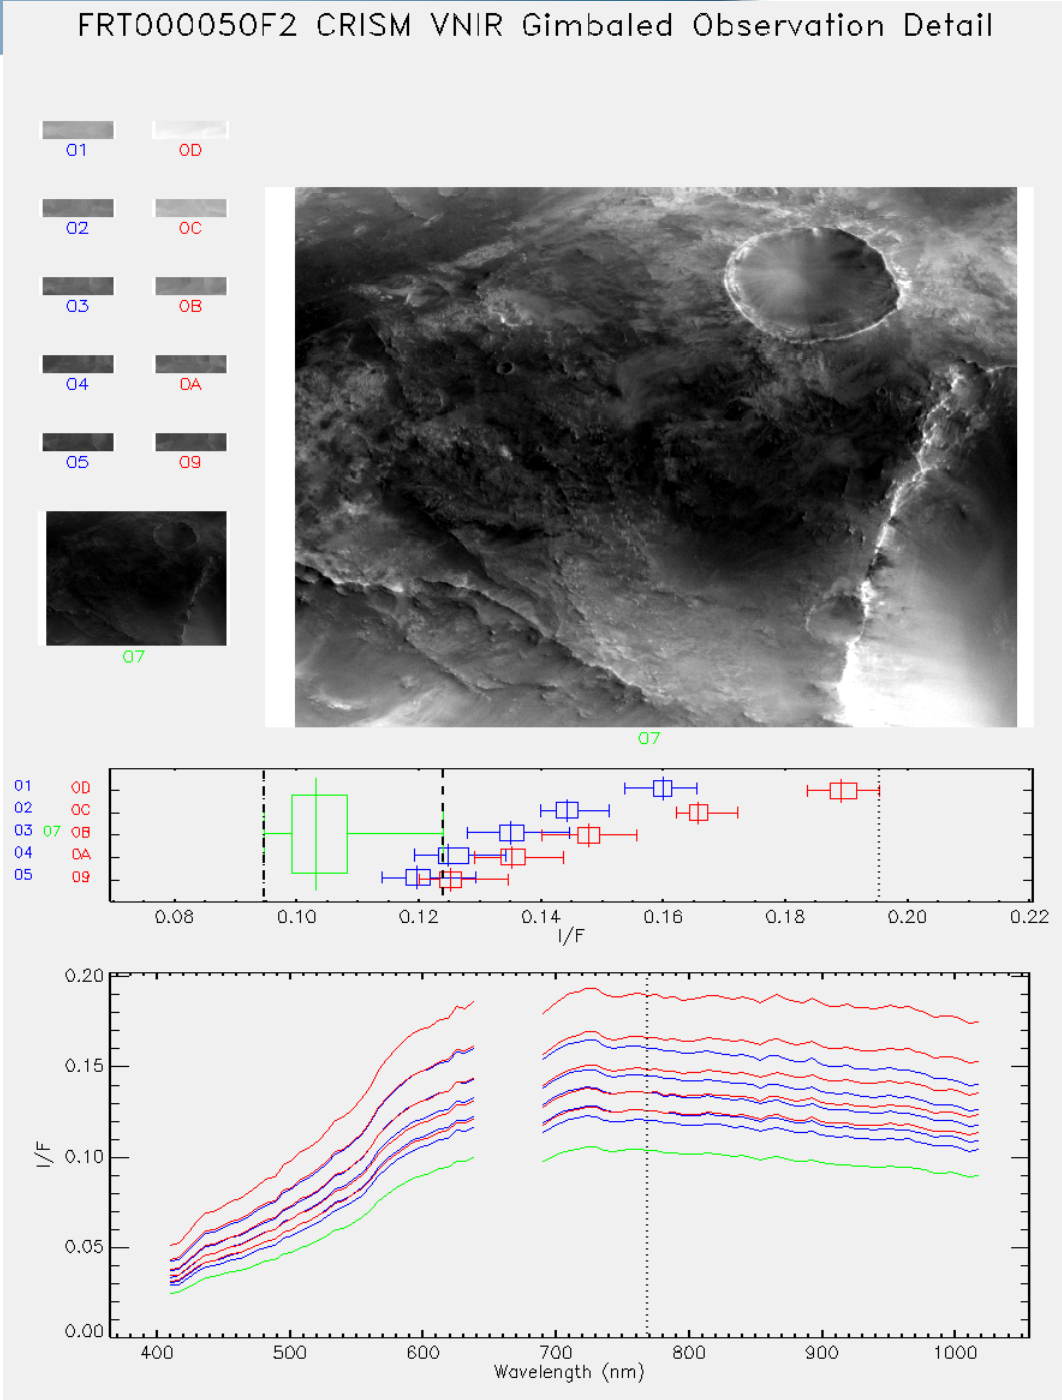 FRT000050F2 CRISM VNIR Gimbaled Observation Detail
01 0D
02 0C
03 0B
04 0A
05 09
07
07
01 0D
02 0C
03 07 0B
04 0A
05 09
0.08 0.10 0.12 0.14 0.16 0.18 0.20 0.22
I/F
0.20
0.15
0.10
0.05
0.00
I/F
400 500 600 700 800 900 1000
Wavelength (nm)